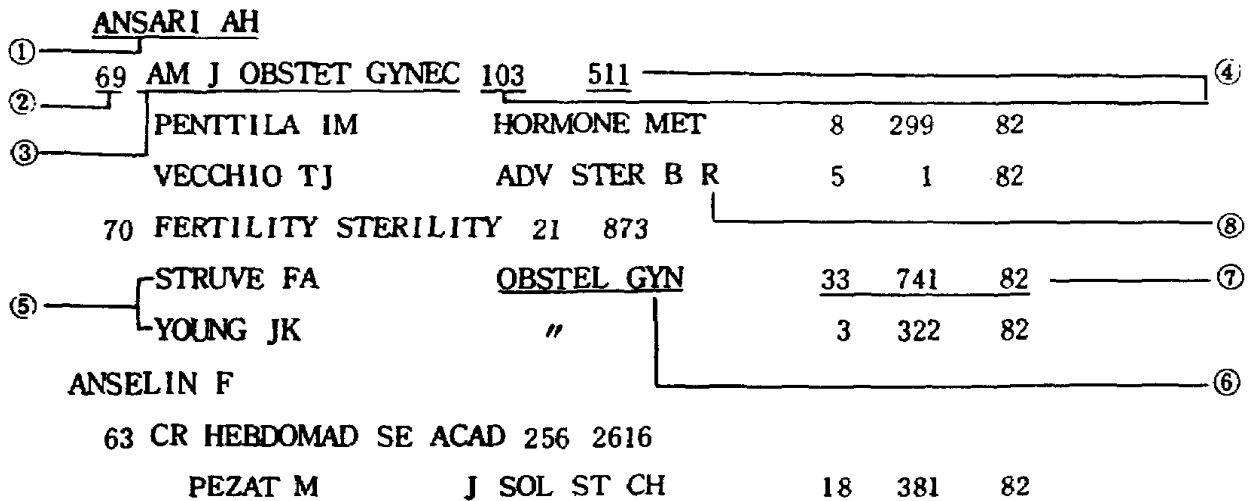 ANSARI AH
①
69 AM J OBSTET GYNEC 103 511 ④
②
PENTTILA IM HORMONE MET 8 299 82
③
VECCHIO TJ ADV STER B R 5 1 82
70 FERTILITY STERILITY 21 873 ⑧
STRUVE FA OBSTEL GYN 33 741 82 ⑦
⑤
YOUNG JK 〃 3 322 82
ANSELIN F ⑥
63 CR HEBDOMAD SE ACAD 256 2616
PEZAT M J SOL ST CH 18 381 82